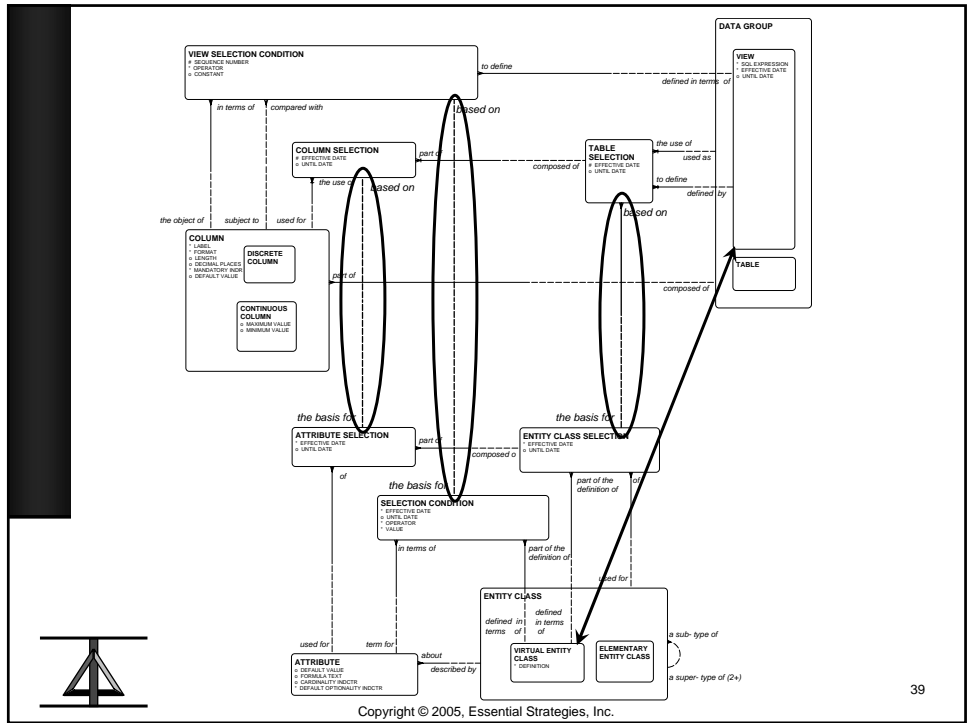 DATA GROUP
VIEW SELECTION CONDITION
# SEQUENCE NUMBER
* OPERATOR
o CONSTANT
to define
defined in terms of
VIEW
* SQL EXPRESSION
* EFFECTIVE DATE
o UNTIL DATE
in terms of
compared with
based on
COLUMN SELECTION
# EFFECTIVE DATE
o UNTIL DATE
part of
composed of
TABLE
SELECTION
# EFFECTIVE DATE
o UNTIL DATE
the use of
used as
to define
defined by
the use of
based on
based on
the object of
subject to
used for
COLUMN
* LABEL
* FORMAT
o LENGTH
o DECIMAL PLACES
* MANDATORY INDR
o DEFAULT VALUE
DISCRETE
COLUMN
CONTINUOUS
COLUMN
o MAXIMUM VALUE
o MINIMUM VALUE
part of
composed of
TABLE
the basis for
the basis for
ATTRIBUTE SELECTION
* EFFECTIVE DATE
o UNTIL DATE
part of
composed o
ENTITY CLASS SELECTION
* EFFECTIVE DATE
o UNTIL DATE
of
the basis for
part of the
definition of
of
SELECTION CONDITION
* EFFECTIVE DATE
o UNTIL DATE
* OPERATOR
* VALUE
in terms of
part of the
definition of
used for
ENTITY CLASS
defined in
terms of
defined
in terms
of
VIRTUAL ENTITY
CLASS
* DEFINITION
ELEMENTARY
ENTITY CLASS
a sub- type of
a super- type of (2+)
used for
term for
ATTRIBUTE
o DEFAULT VALUE
o FORMULA TEXT
o CARDINALITY INDCTR
* DEFAULT OPTIONALITY INDCTR
about
described by
39
Copyright © 2005, Essential Strategies, Inc.